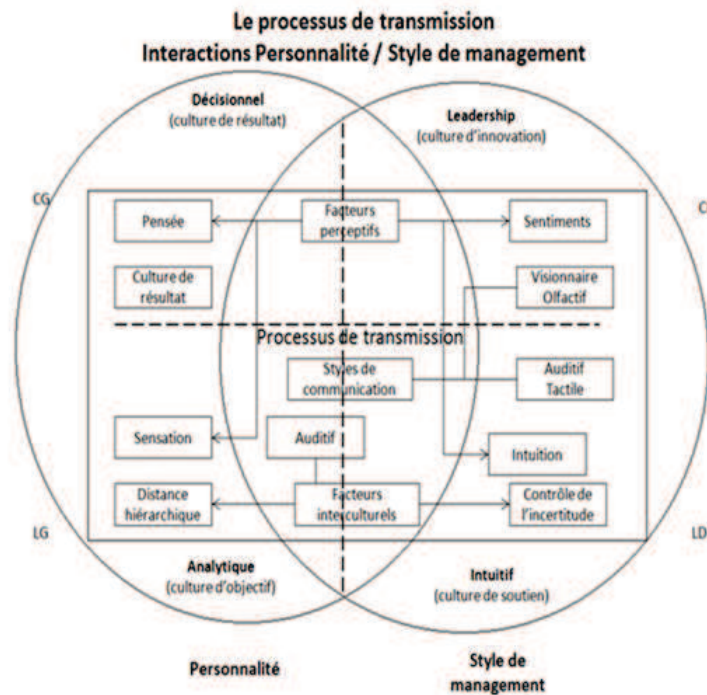 Le processus de transmission
Interactions Personnalité / Style de management
Décisionnel
(culture de résultat)
Leadership
(culture d'innovation)
CG
C
Pensée
Facteurs
perceptifs
Sentiments
Culture de
résultat
Visionnaire
Olfactif
Processus de transmission
Styles de
communication
Auditif
Tactile
Sensation
Auditif
Intuition
Distance
hiérarchique
Facteurs
interculturels
Contrôle de
l'incertitude
LG
LD
Analytique
(culture d'objectif)
Intuitif
(culture de soutien)
Personnalité
Style de
management